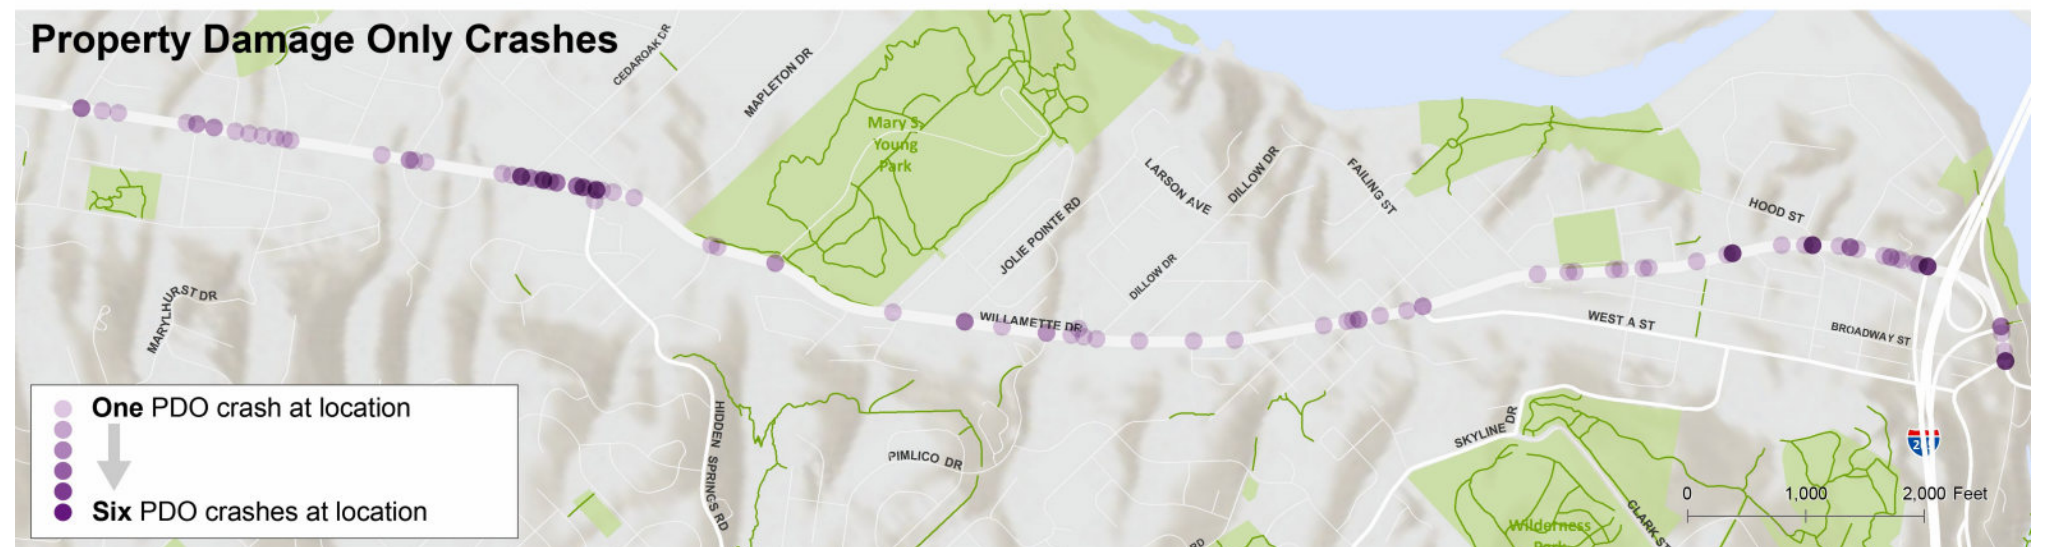 Property Damage Only Crashes
CEDAROAK DR
MAPLETON DR
Mary S.
Young
Park
LARSON AVE
DILLOW DR
FAILING ST
JOLIE POINTE RD
DILLOW DR
HOOD ST
MARYLHURST DR
WILLAMETTE DR
WEST A ST
BROADWAY ST
One PDO crash at location
Six PDO crashes at location
HIDDEN SPRINGS RD
PIMLICO DR
SKYLINE DR
CLARK ST
Wilderness
Park
0 1,000 2,000 Feet
RD